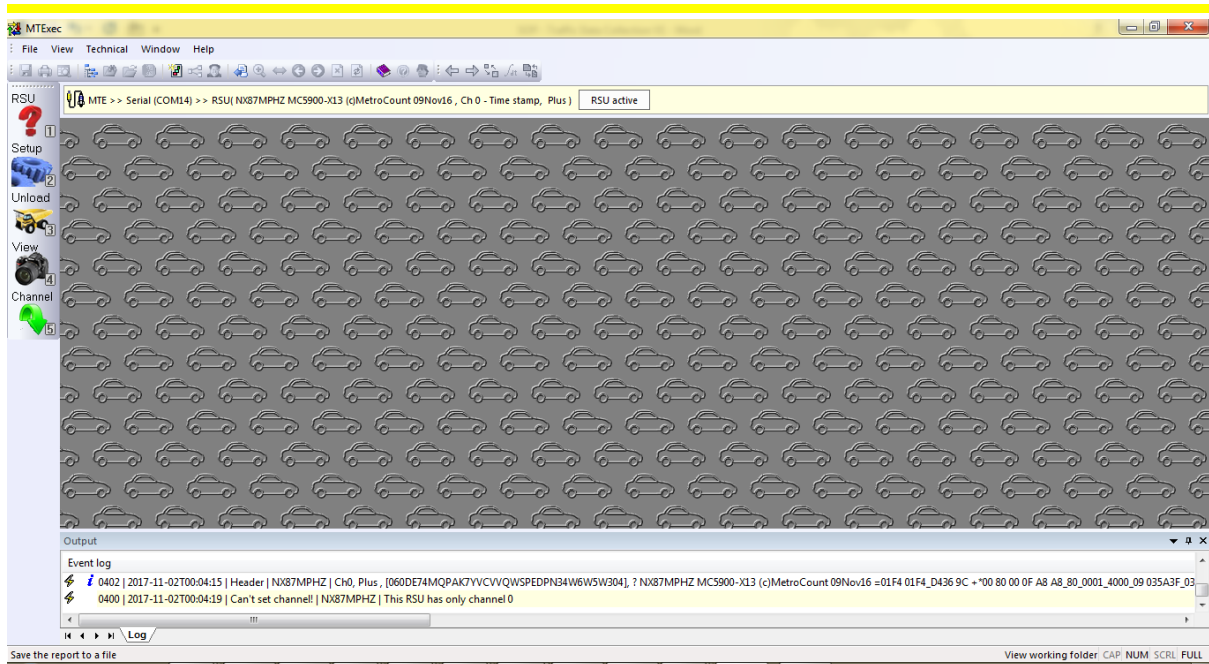 MTExec
File View Technical Window Help
RSU
1
MTE >> Serial (COM14) >> RSU( NX87MPHZ MC5900-X13 (c)MetroCount 09Nov16 , Ch 0 - Time stamp, Plus ) RSU active
Setup
2
Unload
3
View
4
Channel
5
Output
Event log
0402 | 2017-11-02T00:04:15 | Header | NX87MPHZ | Ch0, Plus , [060DE74MQPAK7YVCVVQWSPEDPN34W6W5W304], ? NX87MPHZ MC5900-X13 (c)MetroCount 09Nov16 =01F4 01F4_D436 9C +*00 80 00 0F A8 A8_80_0001_4000_09 035A3F_03
0400 | 2017-11-02T00:04:19 | Can't set channel! | NX87MPHZ | This RSU has only channel 0
Log
Save the report to a file View working folder CAP NUM SCRL FULL